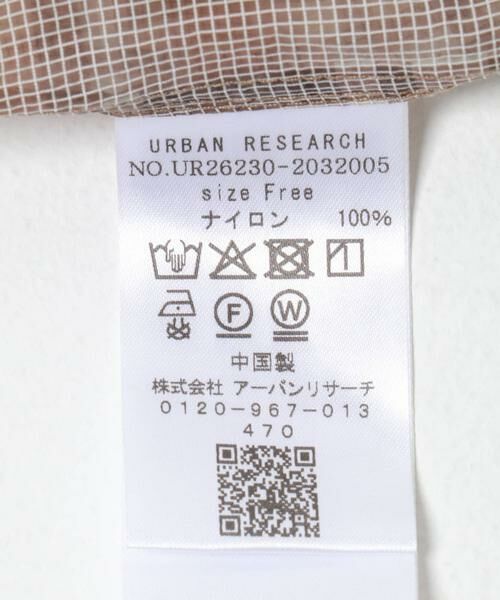 URBAN RESEARCH
NO.UR26230-2032005
size Free
ナイロン 100%
F W
中国製
株式会社 アーバンリサーチ
0120-967-013
470